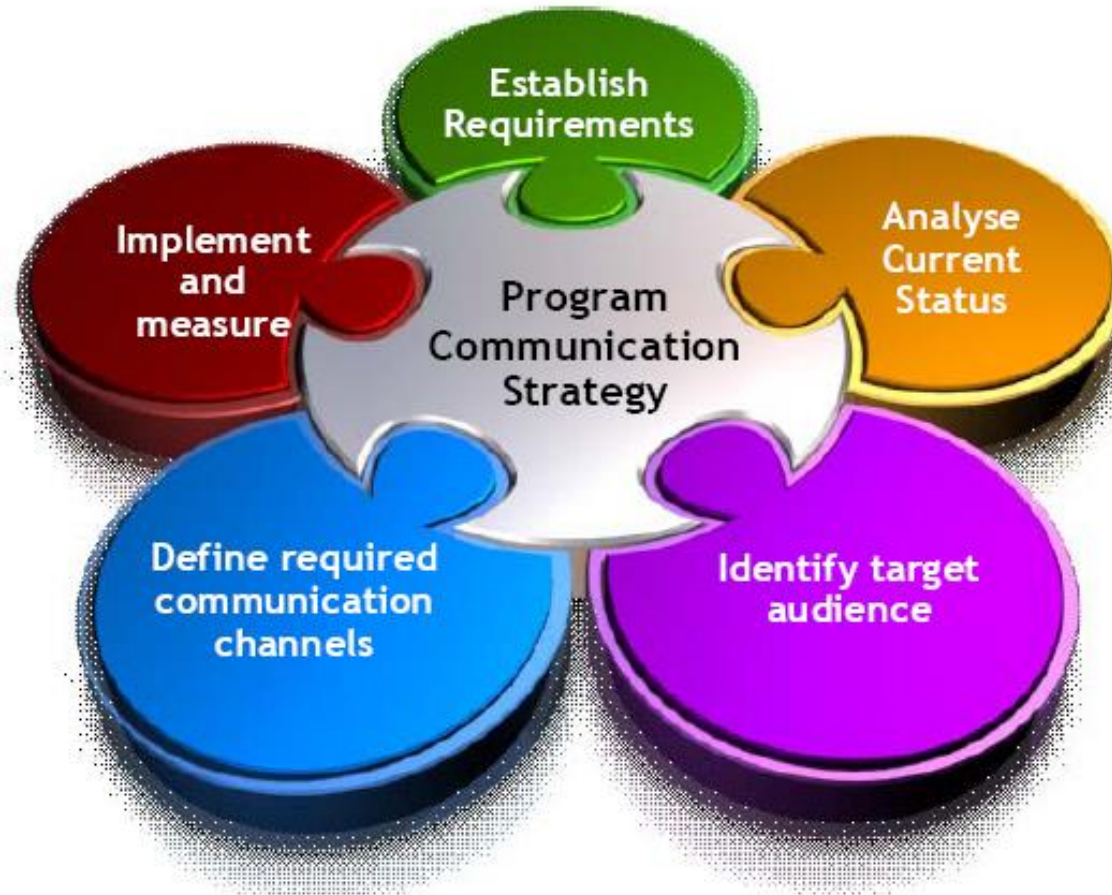 Establish
Requirements
Analyse
Current
Status
Implement
and
measure
Program
Communication
Strategy
Define required
communication
channels
Identify target
audience